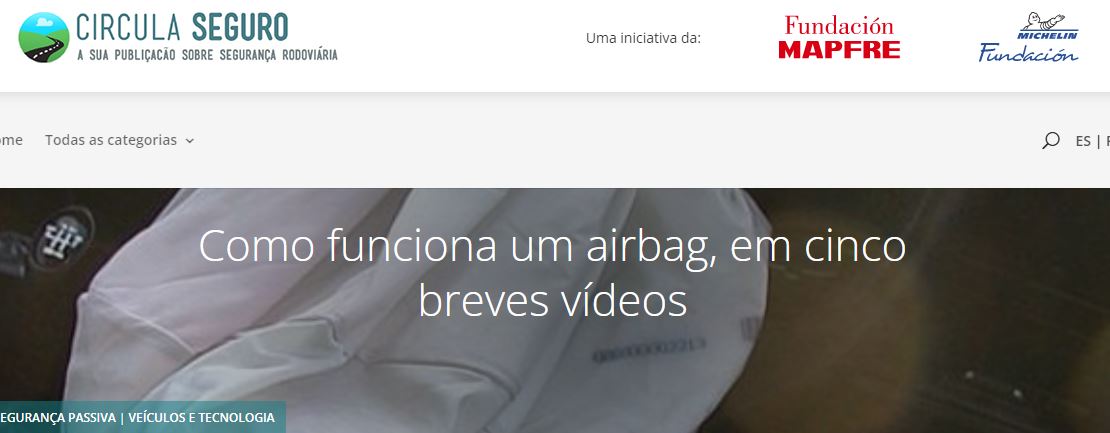 CIRCULA SEGURO
A SUA PUBLICAÇÃO SOBRE SEGURANÇA RODOVIÁRIA
Uma iniciativa da:
Fundación
MAPFRE
MICHELIN
Fundación
ome
Todas as categorias
ES |
Como funciona um airbag, em cinco
breves vídeos
EGURANÇA PASSIVA | VEÍCULOS E TECNOLOGIA